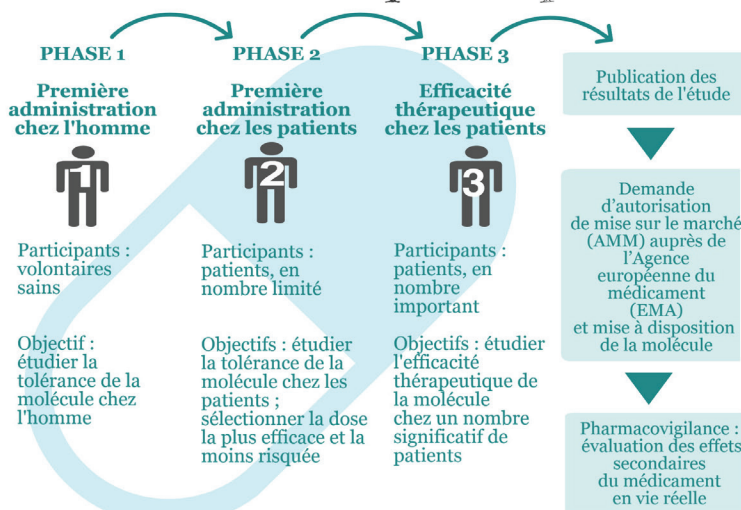 PHASE 1
Première
administration
chez l'homme
1
Participants :
volontaires
sains
Objectif :
étudier la
tolérance de la
molécule chez
l'homme
PHASE 2
Première
administration
chez les patients
2
Participants :
patients, en
nombre limité
Objectifs : étudier
la tolérance de la
molécule chez les
patients ;
sélectionner la dose
la plus efficace et la
moins risquée
PHASE 3
Efficacité
thérapeutique
chez les patients
3
Participants :
patients, en
nombre
important
Objectifs : étudier
l'efficacité
thérapeutique de
la molécule
chez un nombre
significatif de
patients
Publication des
résultats de l'étude
Demande
d'autorisation
de mise sur le marché
(AMM) auprès de
l'Agence
européenne du
médicament
(EMA)
et mise à disposition
de la molécule
Pharmacovigilance :
évaluation des effets
secondaires
du médicament
en vie réelle